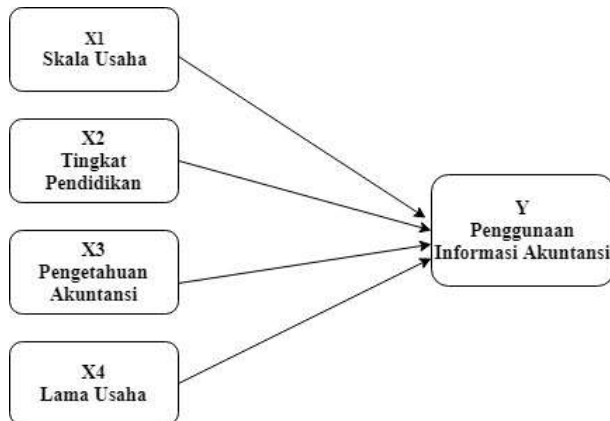 X1
Skala Usaha
X2
Tingkat
Pendidikan
X3
Pengetahuan
Akuntansi
X4
Lama Usaha
Y
Penggunaan
Informasi Akuntansi